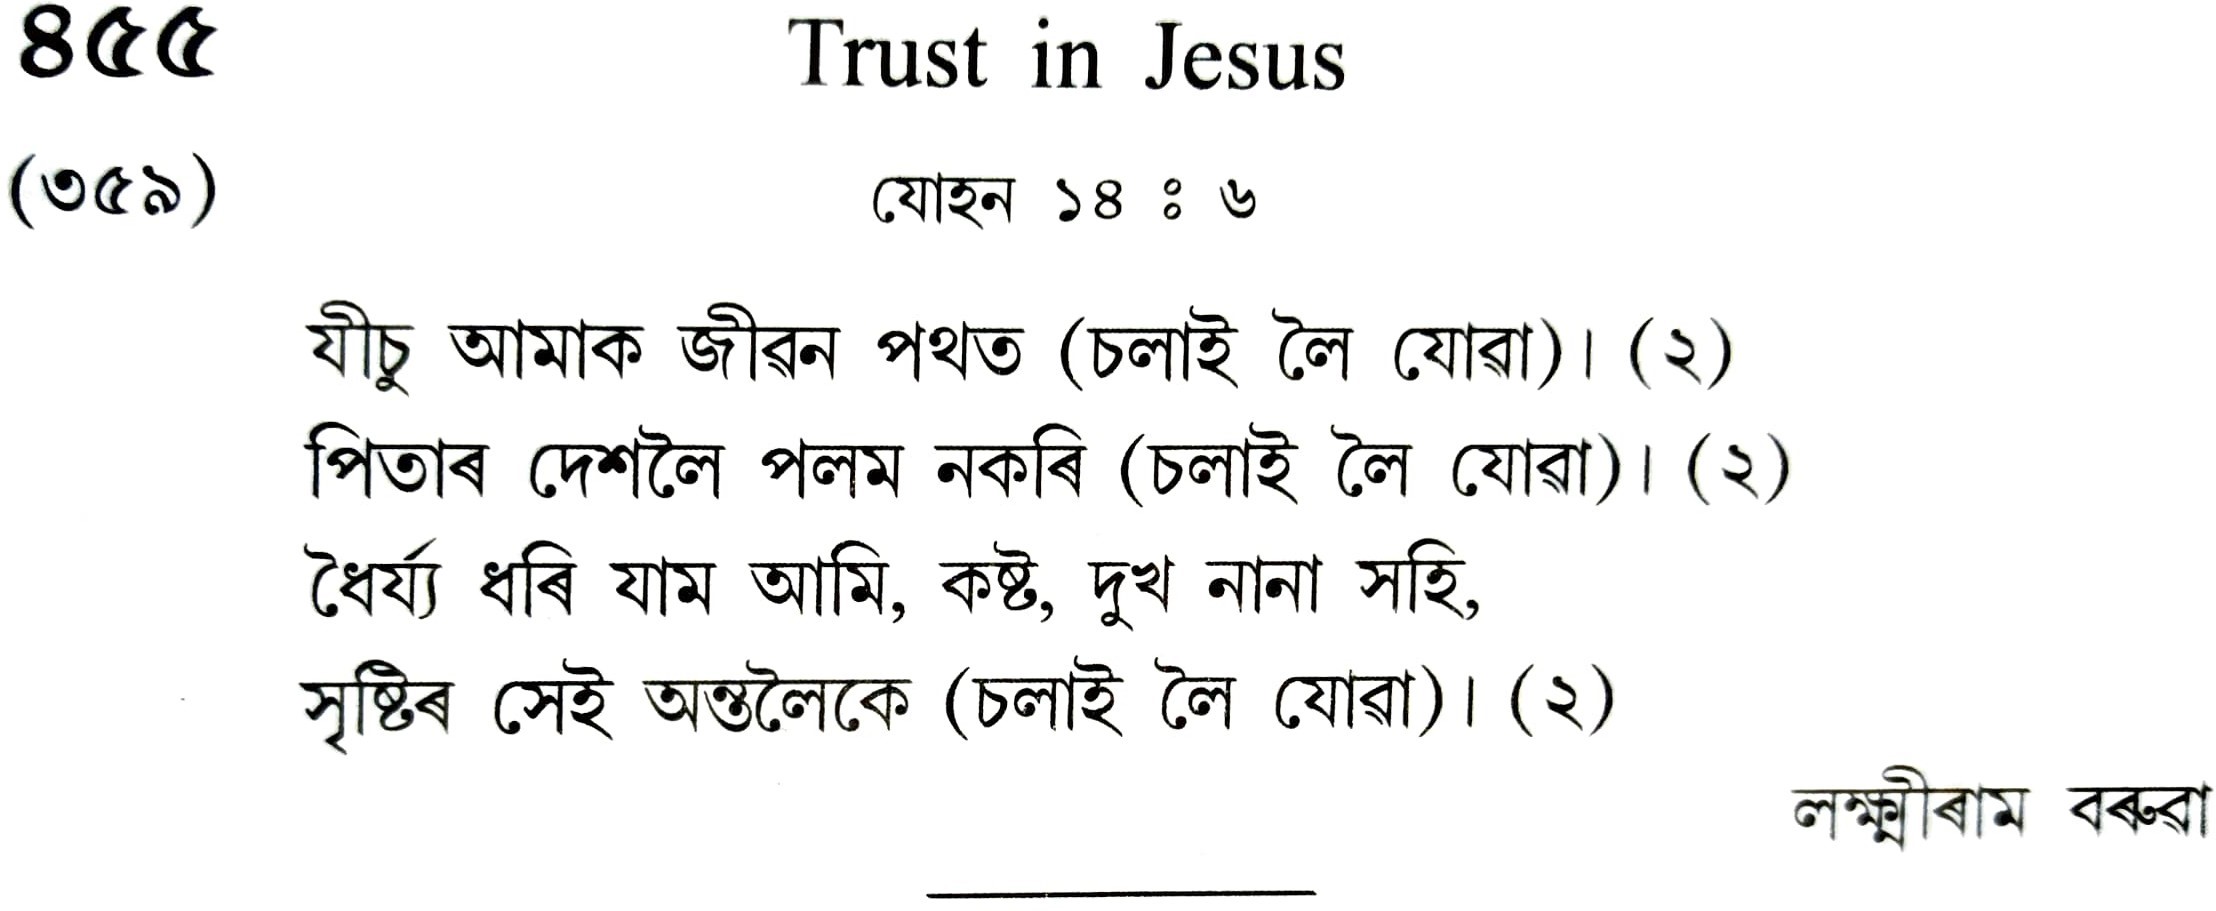 ৪৫৫ Trust in Jesus
(৩৫৯) যোহন ১৪ ঃ ৬
যীচু আমাক জীৱন পথত (চলাই লৈ যোৱা)। (২)
পিতাৰ দেশলৈ পলম নকৰি (চলাই লৈ যোৱা)। (২)
ধৈৰ্য্য ধৰি যাম আমি, কষ্ট, দুখ নানা সহি,
সৃষ্টিৰ সেই অন্তলৈকে (চলাই লৈ যোৱা)। (২)
লক্ষ্মীৰাম বৰুৱা